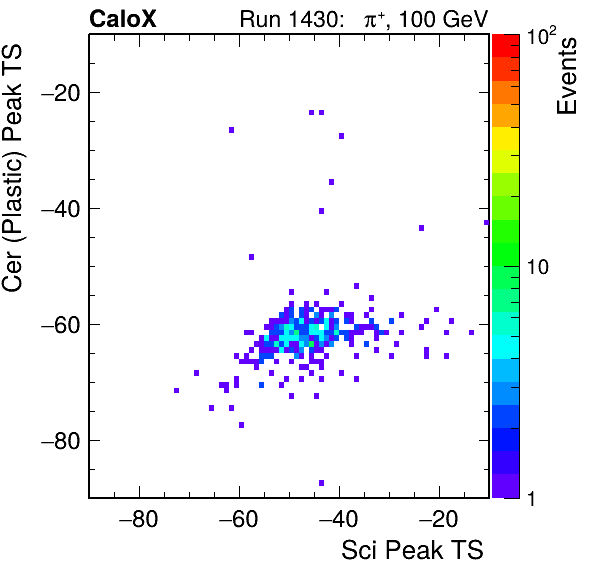 CaloX Run 1430: π⁺, 100 GeV
Cer (Plastic) Peak TS
−20
−40
−60
−80
−80 −60 −40 −20
Sci Peak TS
10²
10
1
Events